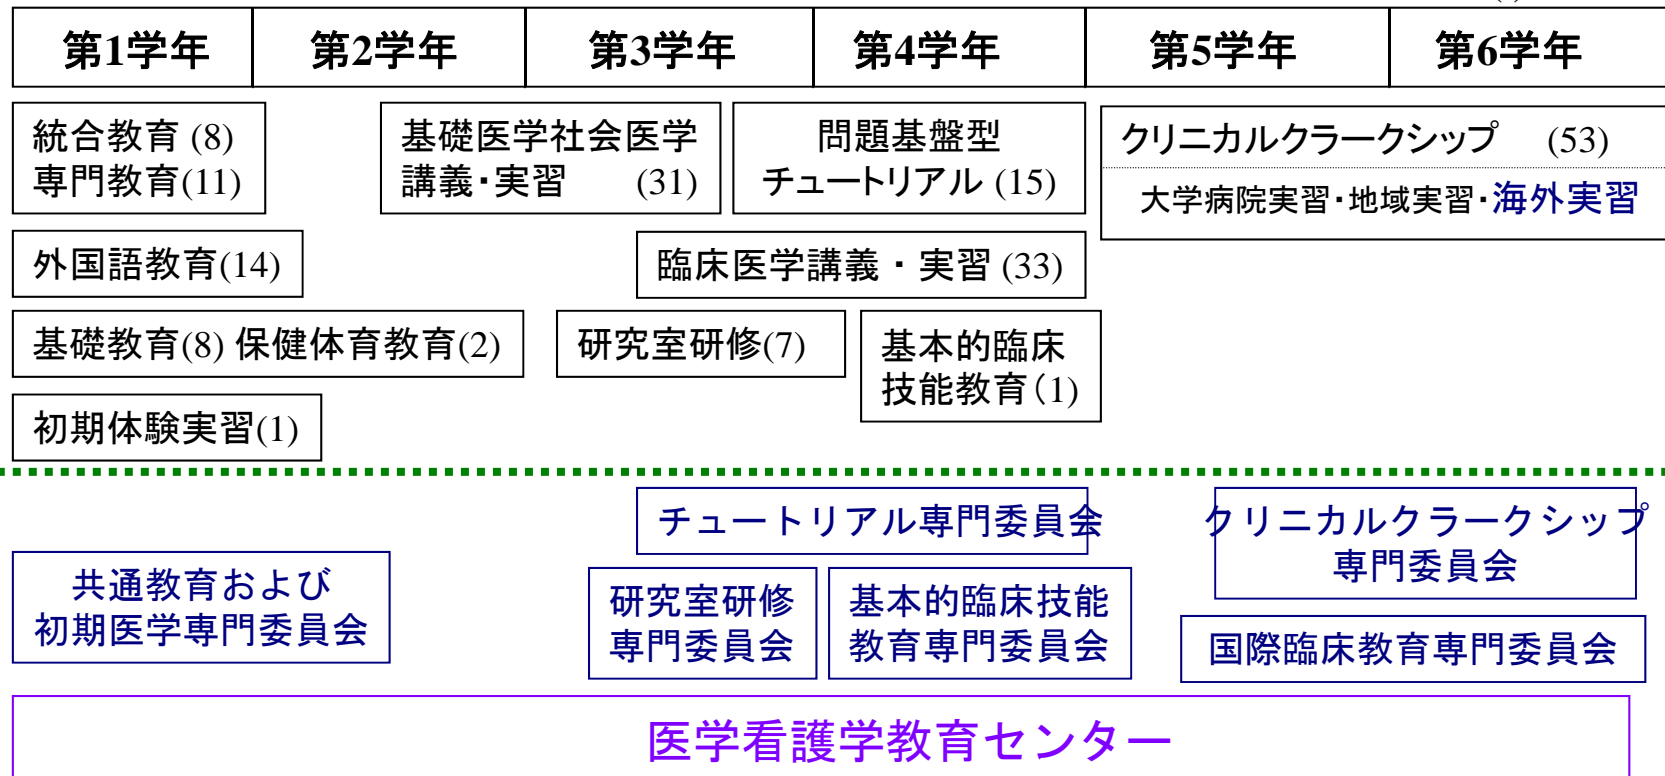 第1学年 第2学年 第3学年 第4学年 第5学年 第6学年
統合教育 (8)
専門教育(11)
基礎医学社会医学
講義・実習 (31)
問題基盤型
チュートリアル (15)
クリニカルクラークシップ (53)
大学病院実習・地域実習・海外実習
外国語教育(14)
臨床医学講義・実習 (33)
基礎教育(8) 保健体育教育(2)
研究室研修(7)
基本的臨床
技能教育(1)
初期体験実習(1)
チュートリアル専門委員会
クリニカルクラークシップ
専門委員会
共通教育および
初期医学専門委員会
研究室研修
専門委員会
基本的臨床技能
教育専門委員会
国際臨床教育専門委員会
医学看護学教育センター